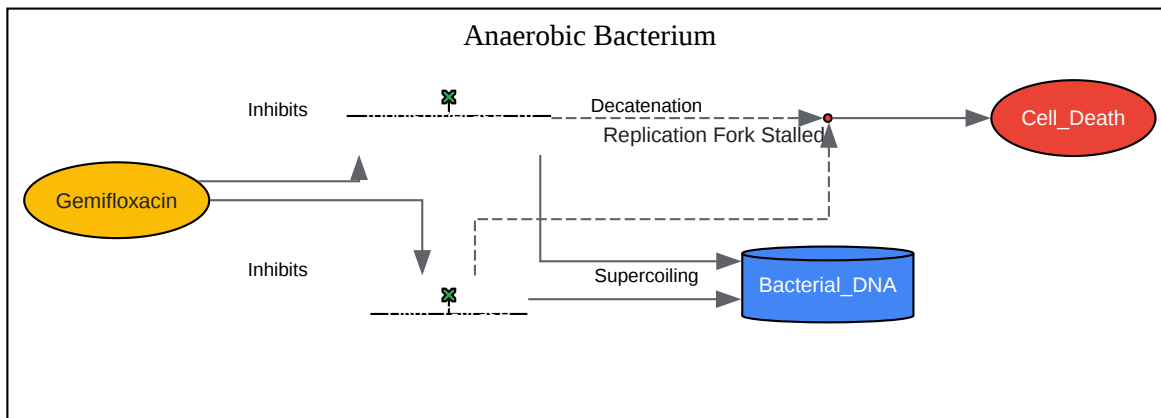 Anaerobic Bacterium
Inhibits
Decatenation
Replication Fork Stalled
Cell_Death
Gemifloxacin
Inhibits
Supercoiling
Bacterial_DNA